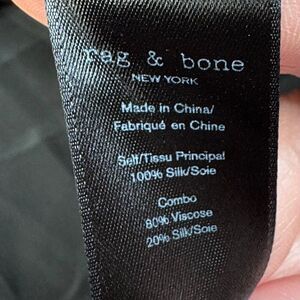 rag & bone
NEW YORK
Made in China/
Fabriqué en Chine
Self/Tissu Principal
100% Silk/Soie
Combo
80% Viscose
20% Silk/Soie